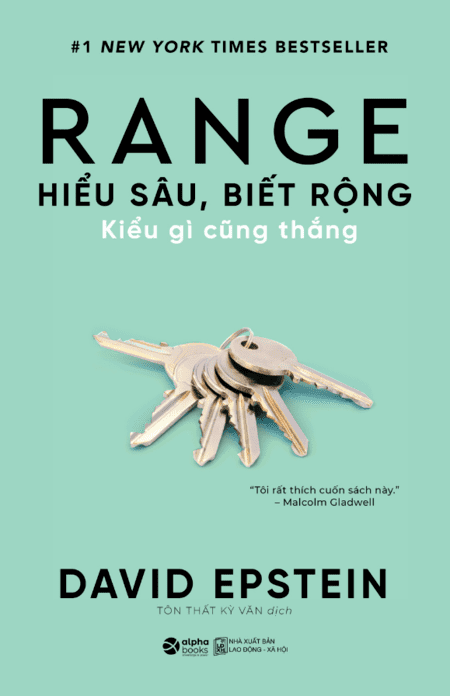 #1 NEW YORK TIMES BESTSELLER
RANGE
HIỂU SÂU, BIẾT RỘNG
Kiểu gì cũng thắng
“Tôi rất thích cuốn sách này.”
– Malcolm Gladwell
DAVID EPSTEIN
TÔN THẤT KỲ VĂN dịch
alpha
books
NHÀ XUẤT BẢN
LAO ĐỘNG - XÃ HỘI